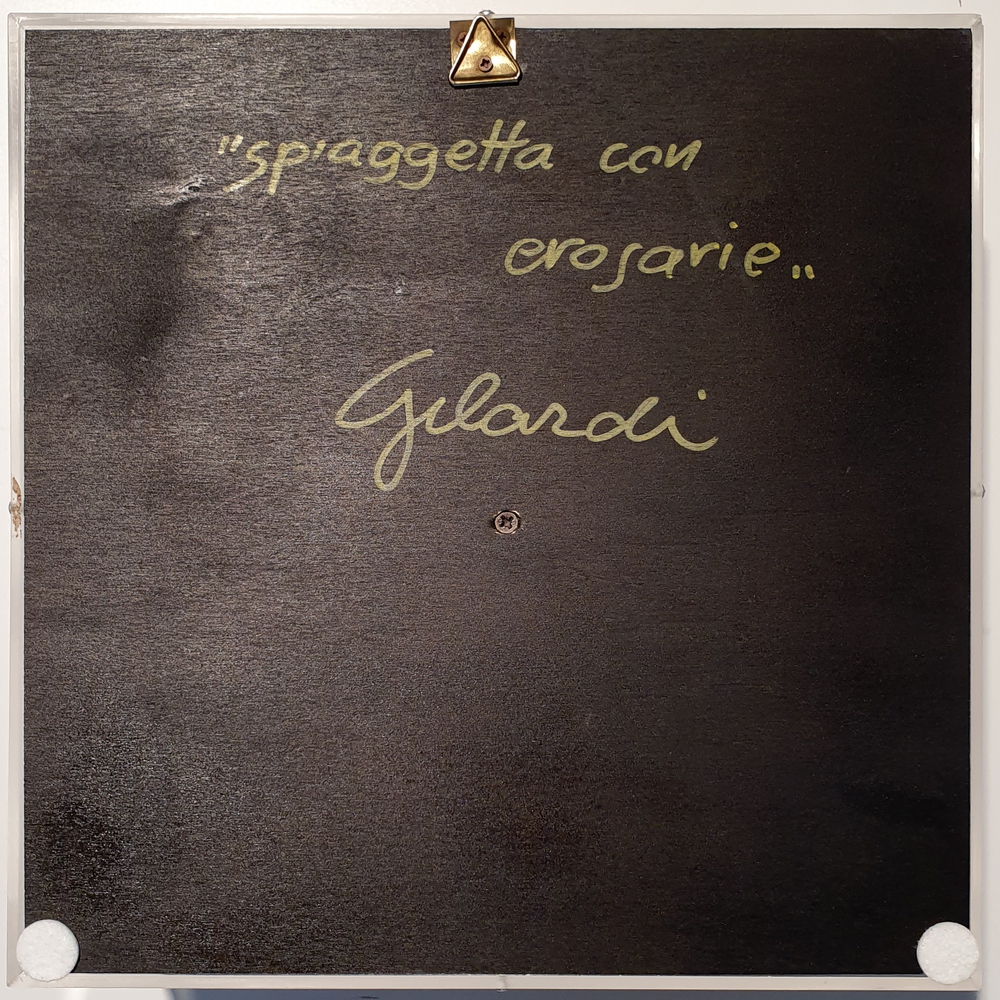 "spiaggetta con
erosarie"
Gilardi